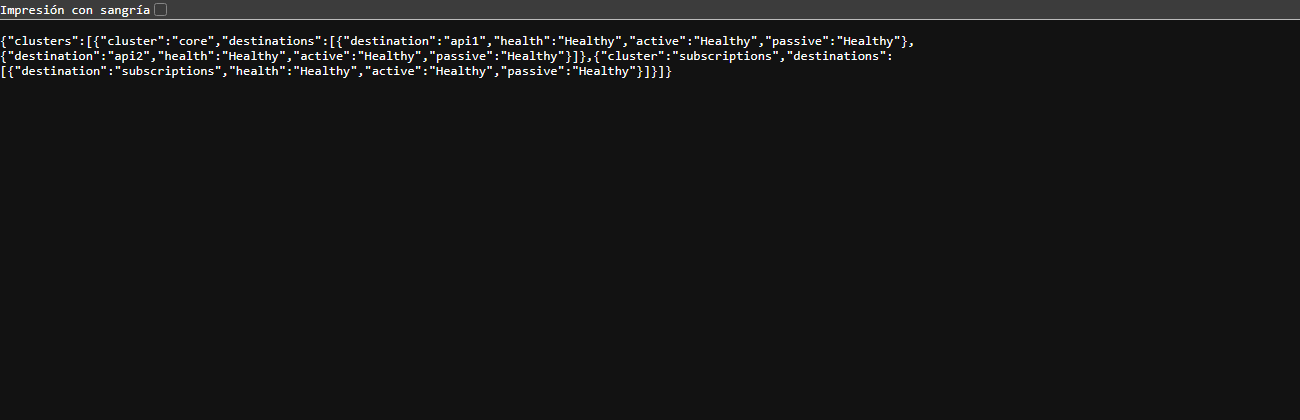 Impresión con sangría
{"clusters":[{"cluster":"core","destinations":[{"destination":"api1","health":"Healthy","active":"Healthy","passive":"Healthy"},
{"destination":"api2","health":"Healthy","active":"Healthy","passive":"Healthy"}]},{"cluster":"subscriptions","destinations":
[{"destination":"subscriptions","health":"Healthy","active":"Healthy","passive":"Healthy"}]}]}